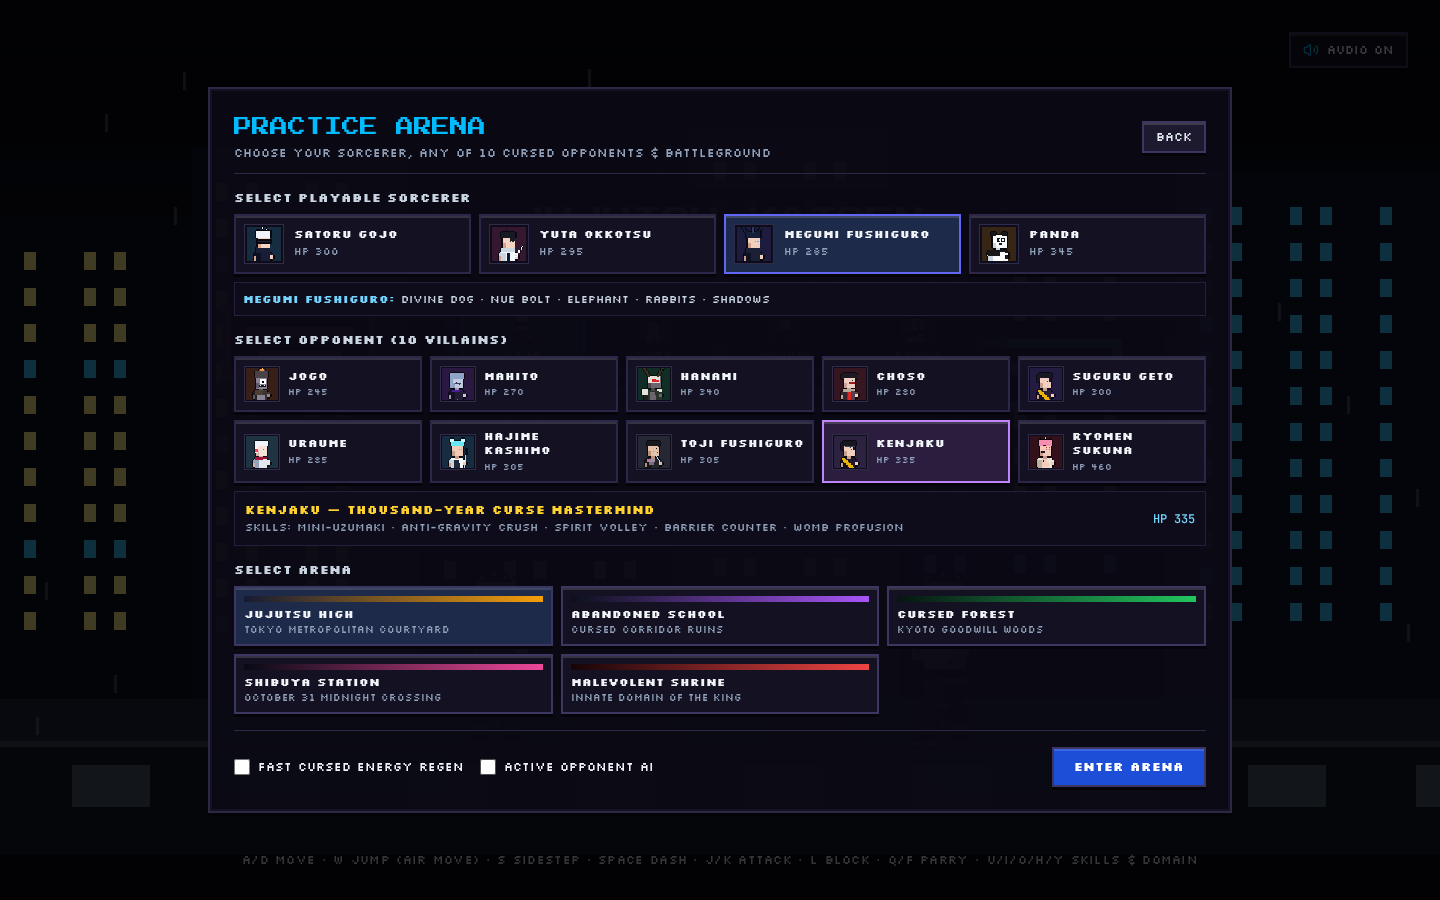 AUDIO ON
PRACTICE ARENA
CHOOSE YOUR SORCERER, ANY OF 10 CURSED OPPONENTS & BATTLEGROUND
BACK
SELECT PLAYABLE SORCERER
SATORU GOJO
HP 300
YUTA OKKOTSU
HP 295
MEGUMI FUSHIGURO
HP 285
PANDA
HP 345
MEGUMI FUSHIGURO: DIVINE DOG · NUE BOLT · ELEPHANT · RABBITS · SHADOWS
SELECT OPPONENT (10 VILLAINS)
JOGO
HP 245
MAHITO
HP 270
HANAMI
HP 340
CHOSO
HP 280
SUGURU GETO
HP 300
URAUME
HP 285
HAJIME
KASHIMO
HP 305
TOJI FUSHIGURO
HP 305
KENJAKU
HP 335
RYOMEN
SUKUNA
HP 460
KENJAKU — THOUSAND-YEAR CURSE MASTERMIND
SKILLS: MINI-UZUMAKI · ANTI-GRAVITY CRUSH · SPIRIT VOLLEY · BARRIER COUNTER · WOMB PROFUSION
HP 335
SELECT ARENA
JUJUTSU HIGH
TOKYO METROPOLITAN COURTYARD
ABANDONED SCHOOL
CURSED CORRIDOR RUINS
CURSED FOREST
KYOTO GOODWILL WOODS
SHIBUYA STATION
OCTOBER 31 MIDNIGHT CROSSING
MALEVOLENT SHRINE
INNATE DOMAIN OF THE KING
FAST CURSED ENERGY REGEN
ACTIVE OPPONENT AI
ENTER ARENA
A/D MOVE · W JUMP (AIR MOVE) · S SIDESTEP · SPACE DASH · J/K ATTACK · L BLOCK · Q/F PARRY · U/I/O/H/Y SKILLS & DOMAIN